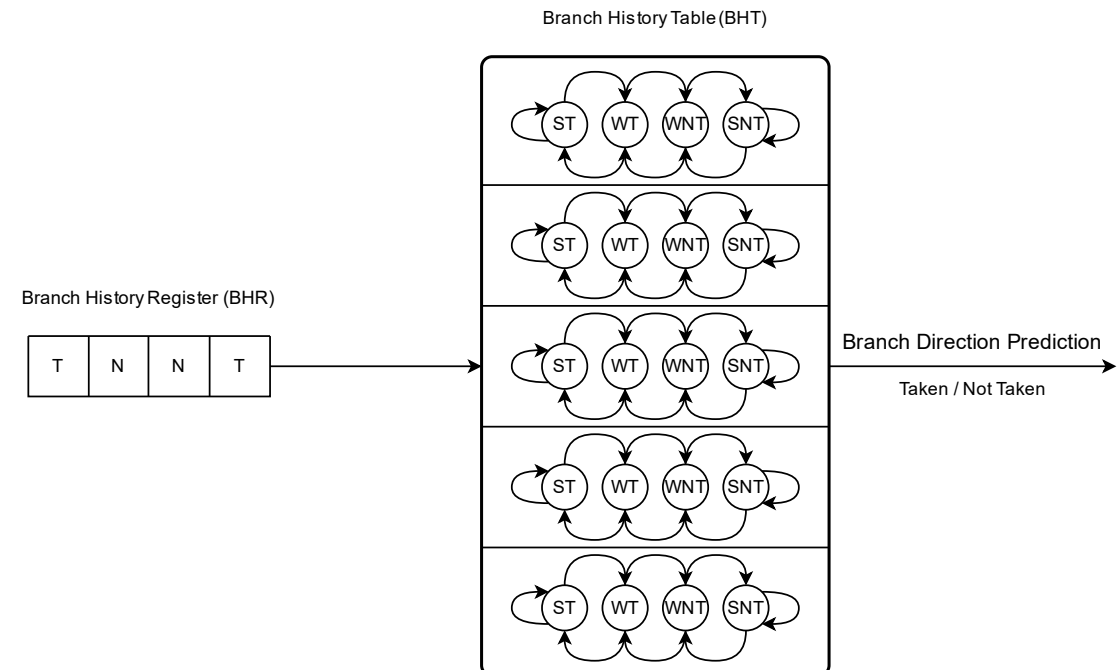 Branch History Table (BHT)
ST WT WNT SNT
ST WT WNT SNT
Branch History Register (BHR)
T N N T
ST WT WNT SNT
Branch Direction Prediction
Taken / Not Taken
ST WT WNT SNT
ST WT WNT SNT